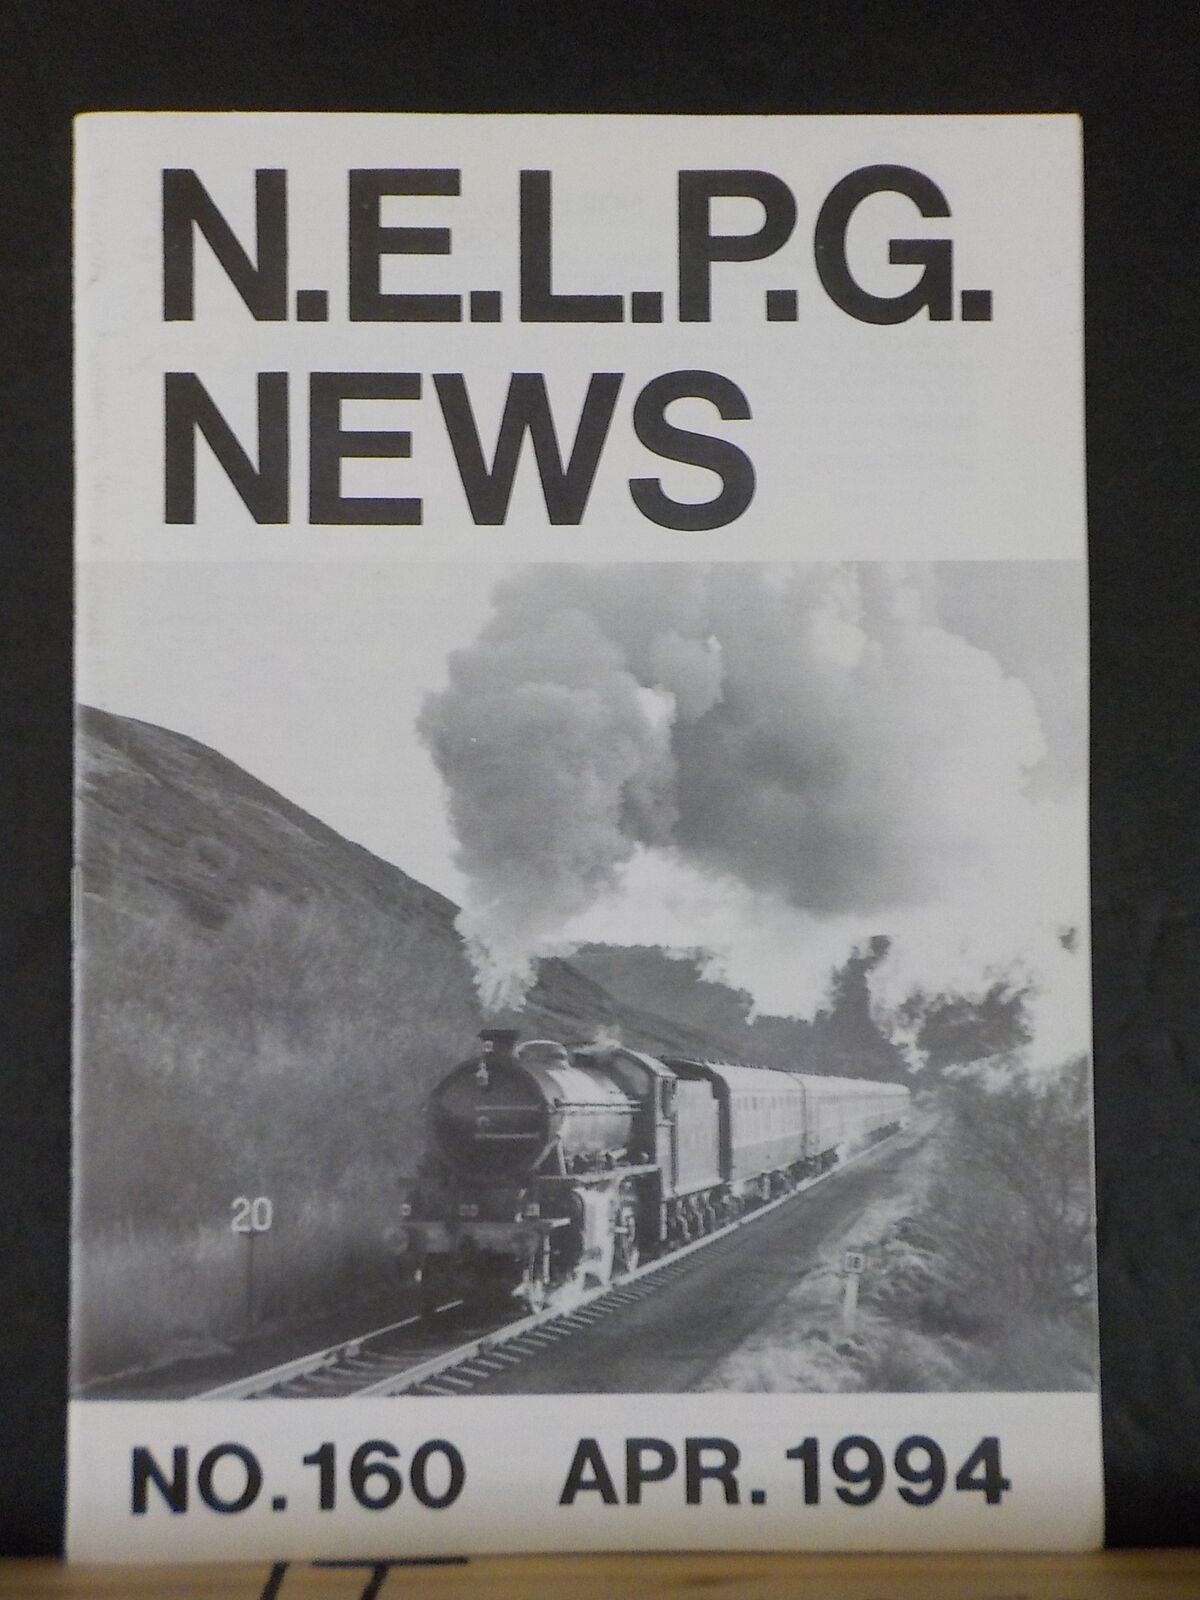 N.E.L.P.G.
NEWS
20
NO. 160 APR. 1994